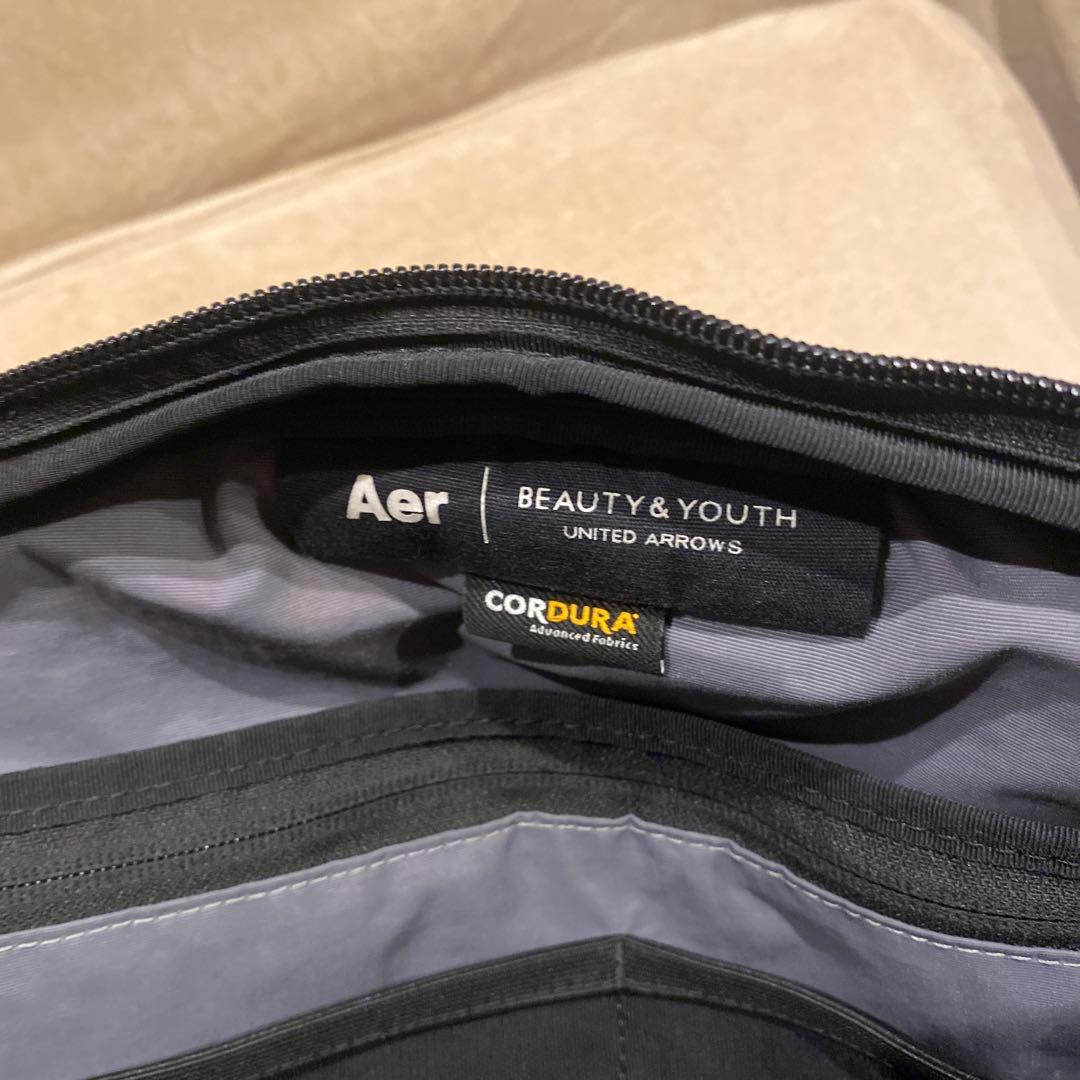 Aer | BEAUTY & YOUTH
UNITED ARROWS
CORDURA
Advanced Fabrics